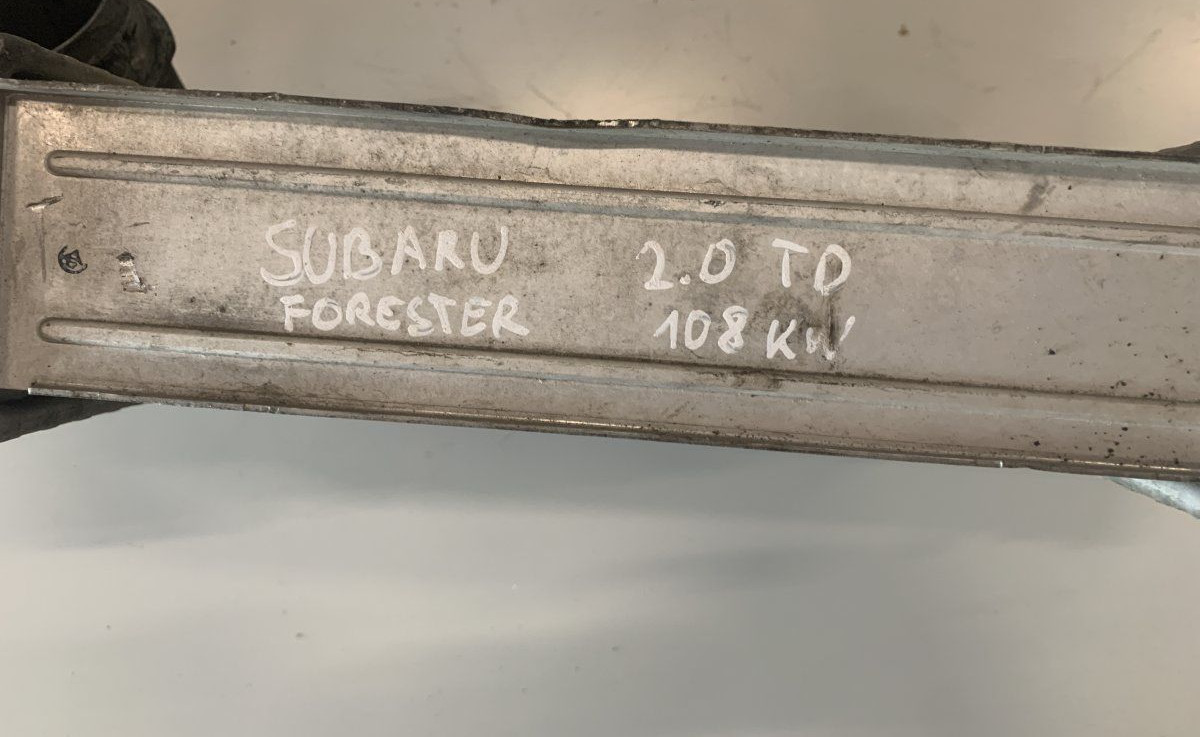 SUBARU 2.0 TD
FORESTER 108 KW